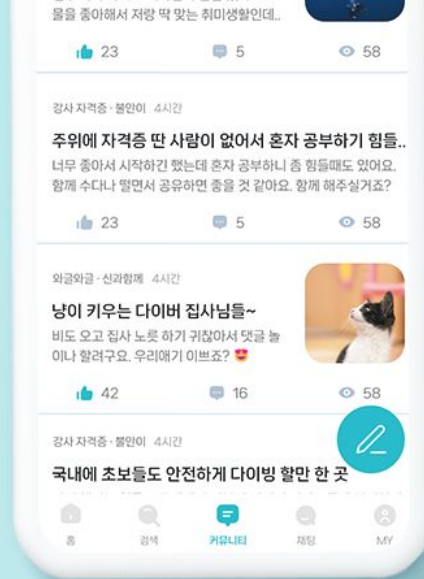 물을 좋아해서 저랑 딱 맞는 취미생활인데..
23 5 58
강사 자격증 · 불만이 4시간
주위에 자격증 딴 사람이 없어서 혼자 공부하기 힘들..
너무 좋아서 시작하긴 했는데 혼자 공부하니 좀 힘들때도 있어요.
함께 수다나 떨면서 공유하면 좋을 것 같아요. 함께 해주실거죠?
23 5 58
와글와글 · 신과함께 4시간
냥이 키우는 다이버 집사님들~
비도 오고 집사 노릇 하기 귀찮아서 댓글 놀
이나 할려구요. 우리애기 이쁘죠? 😍
42 16 58
강사 자격증 · 불만이 4시간
국내에 초보들도 안전하게 다이빙 할만 한 곳
홈 검색 커뮤니티 채팅 MY